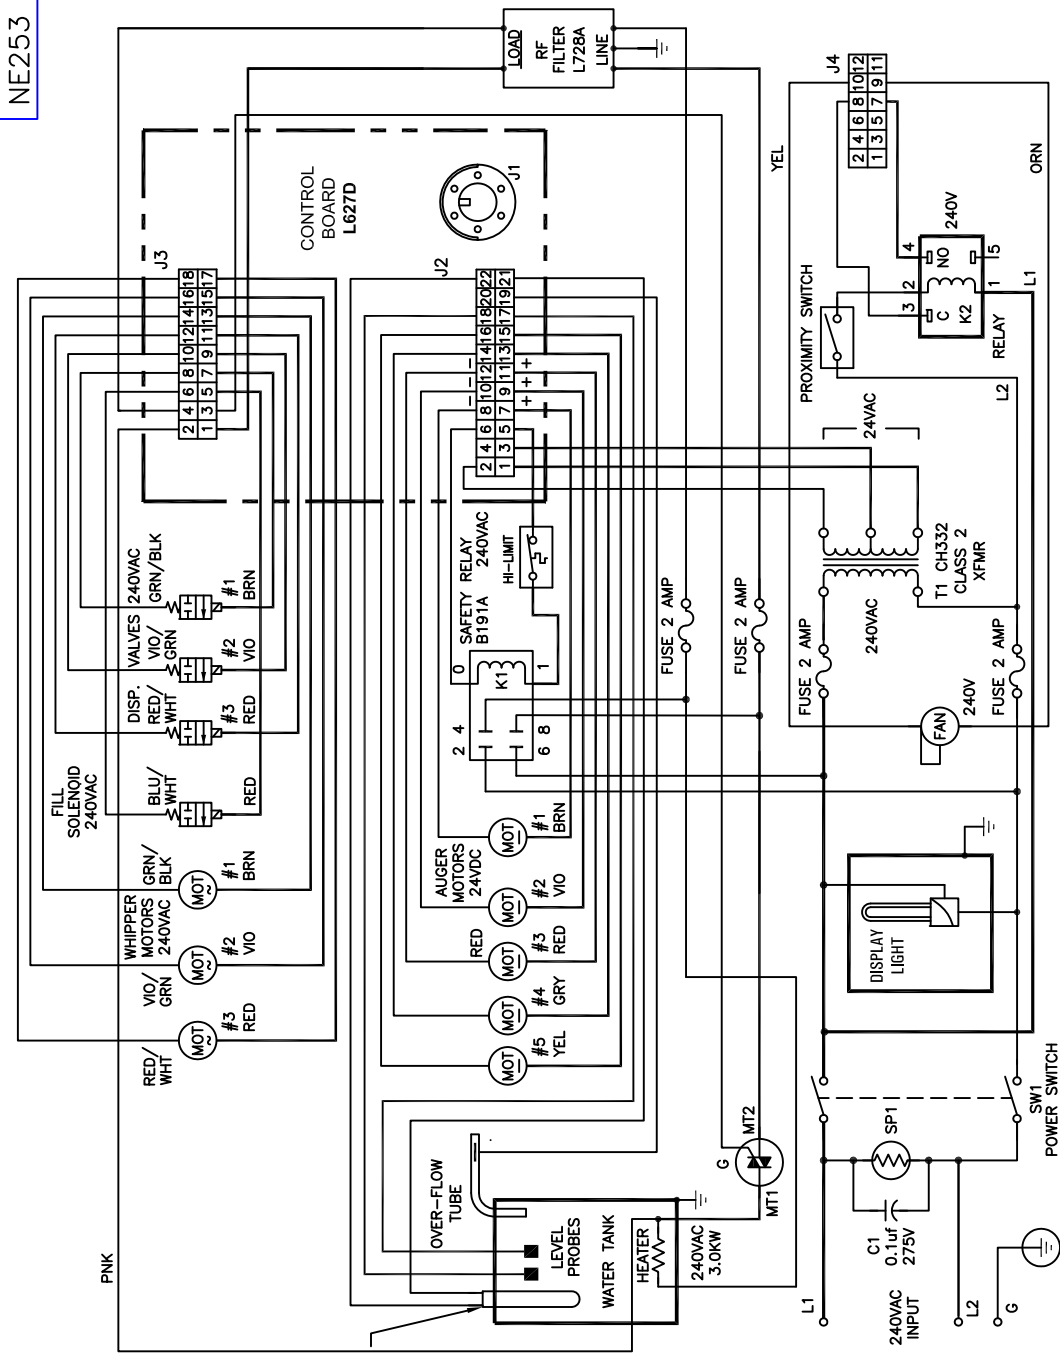 NE253
LOAD
RF
FILTER
L728A
LINE
CONTROL
BOARD
L627D
J1
J3
18 16 14 12 10 8 6 4 2
17 15 13 11 9 7 5 3 1
J2
22 20 18 16 14 12 10 8 6 4 2
21 19 17 15 13 11 9 7 5 3 1
− − −
+ + +
J4
2 4 6 8 10 12
1 3 5 7 9 11
YEL
ORN
PROXIMITY SWITCH
240V
4
NO
5
2
1
3
C
K2
RELAY
L1
L2
24VAC
T1 CH332
CLASS 2
XFMR
240VAC
FUSE 2 AMP
FUSE 2 AMP
FUSE 2 AMP
FUSE 2 AMP
FAN
240V
SAFETY RELAY
B191A 240VAC
HI-LIMIT
0
K1
1
2 4
6 8
DISP. VALVES 240VAC
GRN/BLK
#1
BRN
VIO/
GRN
#2
VIO
RED/
WHT
#3
RED
FILL
SOLENOID
240VAC
BLU/
WHT
RED
WHIPPER
MOTORS
240VAC
GRN/
BLK
MOT
~
#1
BRN
VIO/
GRN
MOT
~
#2
VIO
RED/
WHT
MOT
~
#3
RED
AUGER
MOTORS
24VDC
MOT
#1
BRN
MOT
#2
VIO
RED
MOT
#3
RED
MOT
#4
GRY
MOT
#5
YEL
DISPLAY
LIGHT
OVER-FLOW
TUBE
LEVEL
PROBES
WATER TANK
HEATER
240VAC
3.0KW
PNK
G
MT2
MT1
SW1
POWER SWITCH
SP1
C1
0.1uf
275V
L1
240VAC
INPUT
L2
G